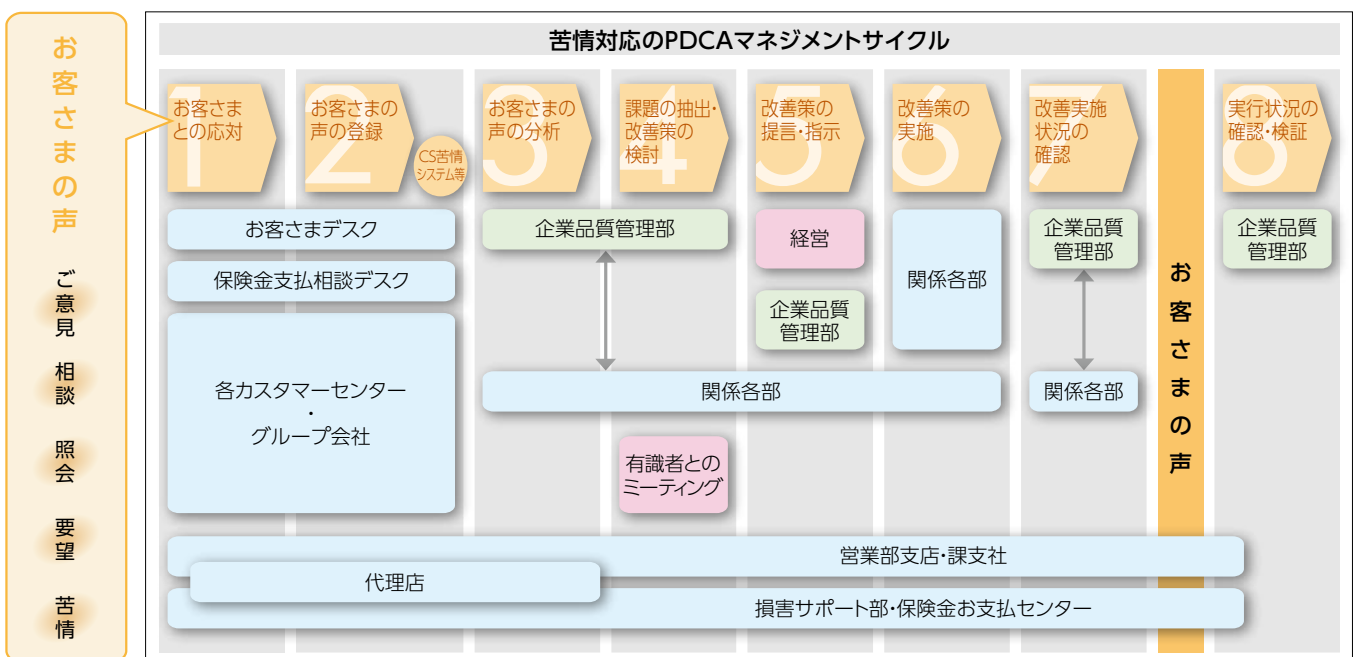 お客さまの声
ご意見
相談
照会
要望
苦情
苦情対応のPDCAマネジメントサイクル
1
お客さま
との応対
2
お客さまの
声の登録
CS苦情
システム等
3
お客さまの
声の分析
4
課題の抽出・
改善策の
検討
5
改善策の
提言・指示
6
改善策の
実施
7
改善実施
状況の
確認
8
実行状況の
確認・検証
お客さまデスク
保険金支払相談デスク
各カスタマーセンター
・
グループ会社
企業品質管理部
経営
企業品質
管理部
関係各部
企業品質
管理部
企業品質
管理部
関係各部
関係各部
有識者との
ミーティング
お客さまの声
営業部支店・課支社
代理店
損害サポート部・保険金お支払センター